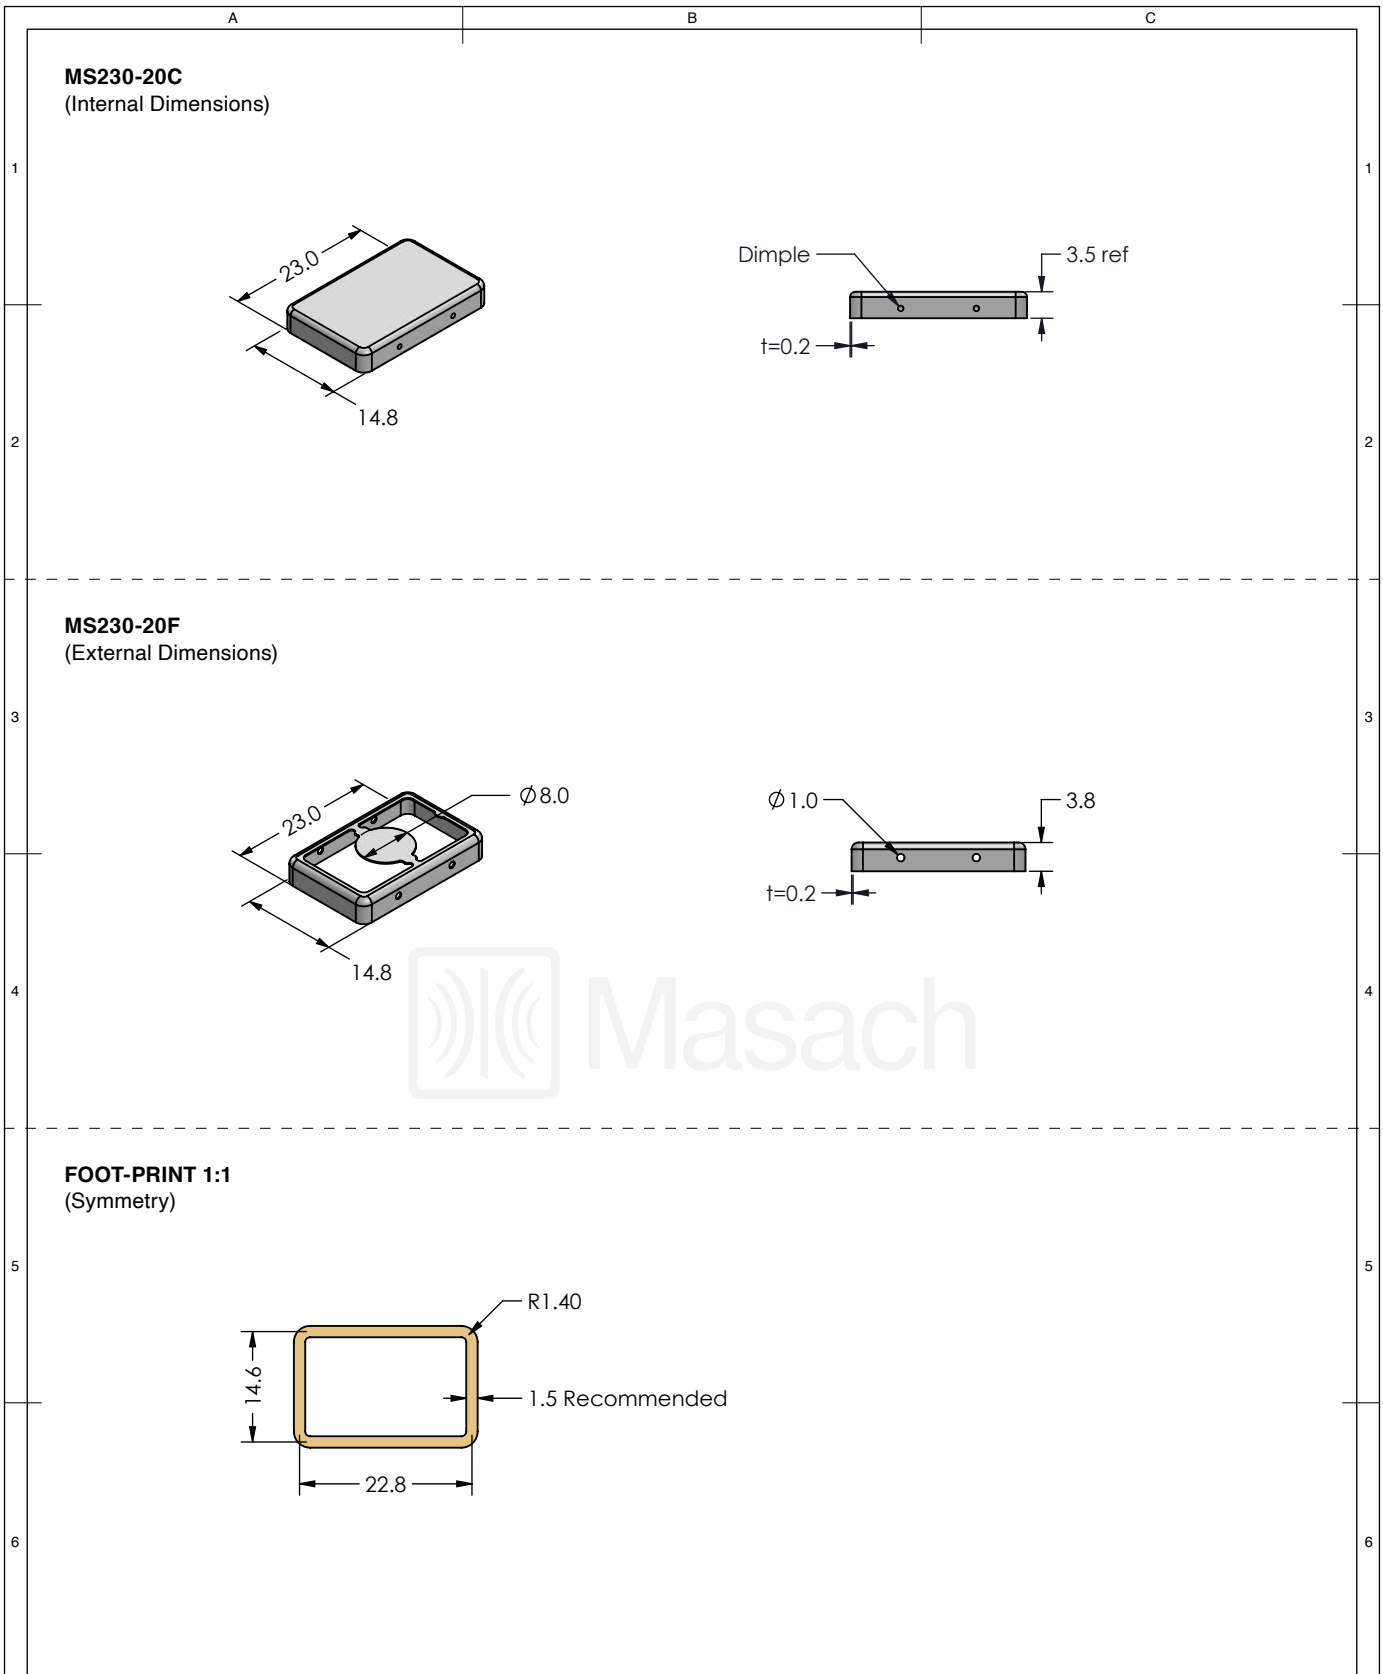 A B C
MS230-20C
(Internal Dimensions)
1 1
23.0
Dimple
3.5 ref
t=0.2
14.8
2 2
MS230-20F
(External Dimensions)
3 3
23.0
Ø8.0
Ø1.0
3.8
t=0.2
14.8
Masach
4 4
FOOT-PRINT 1:1
(Symmetry)
5 5
R1.40
14.6
1.5 Recommended
22.8
6 6